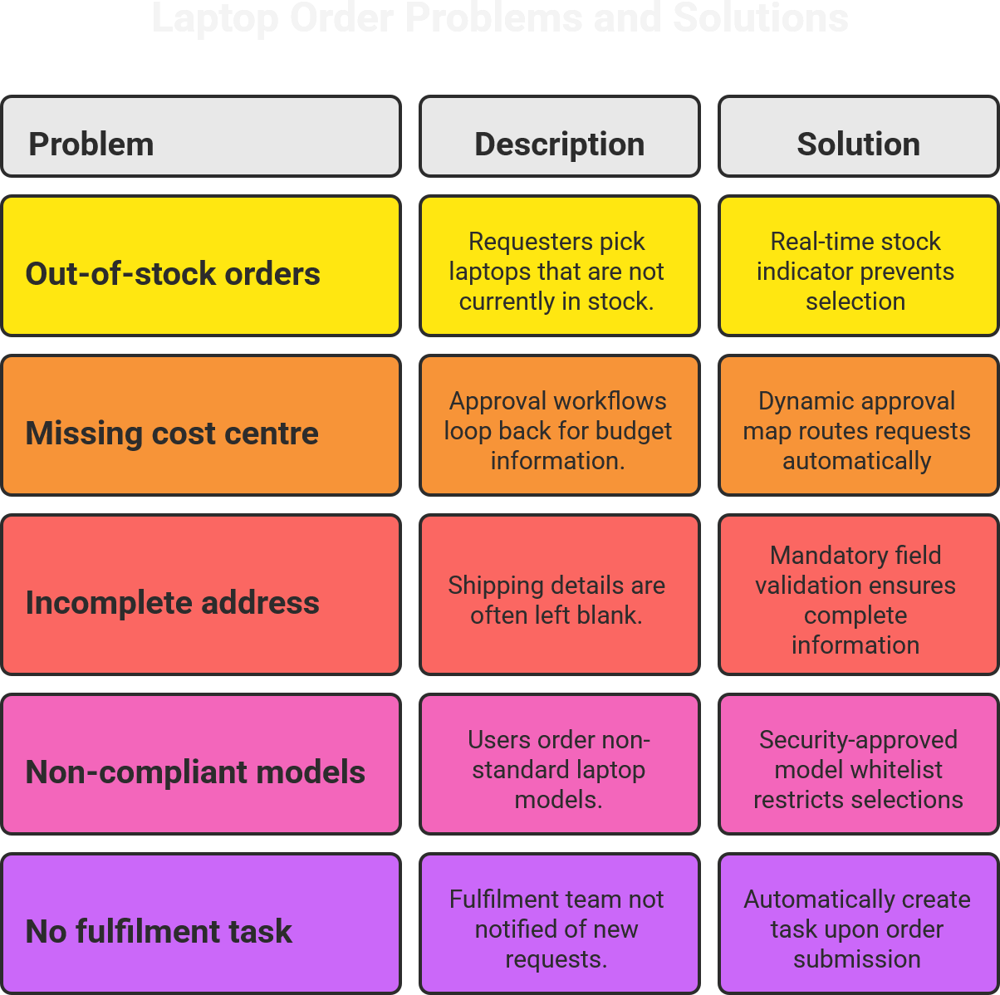 Laptop Order Problems and Solutions
Problem
Description
Solution
Out-of-stock orders
Requesters pick
laptops that are not
currently in stock.
Real-time stock
indicator prevents
selection
Missing cost centre
Approval workflows
loop back for budget
information.
Dynamic approval
map routes requests
automatically
Incomplete address
Shipping details are
often left blank.
Mandatory field
validation ensures
complete
information
Non-compliant models
Users order non-
standard laptop
models.
Security-approved
model whitelist
restricts selections
No fulfilment task
Fulfilment team not
notified of new
requests.
Automatically create
task upon order
submission